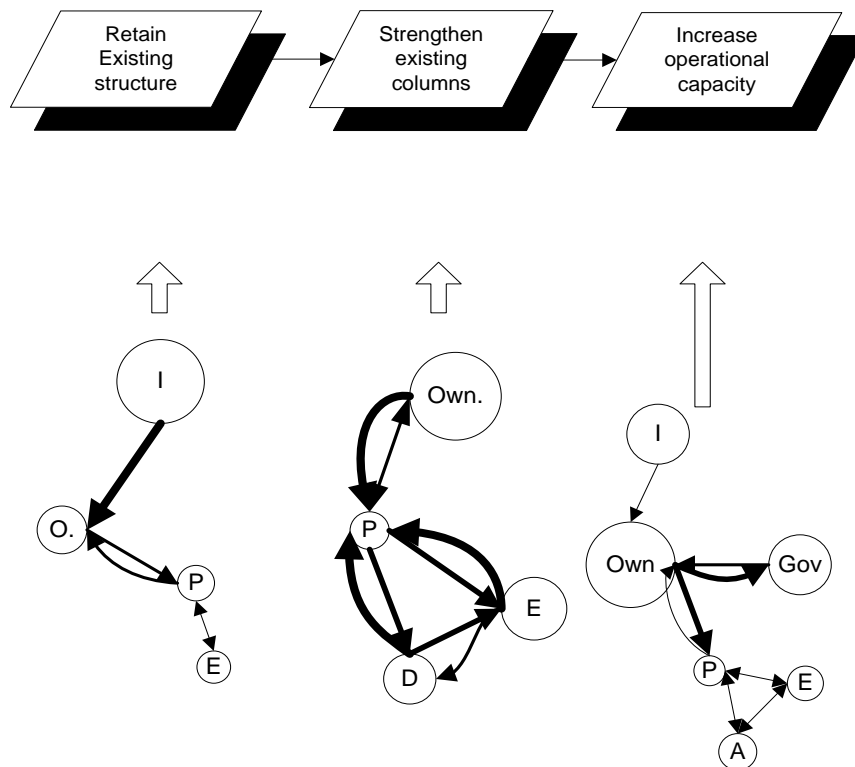 Retain
Existing
structure
Strengthen
existing
columns
Increase
operational
capacity
I
O.
P
E
Own.
P
E
D
I
Own
Gov
P
E
A